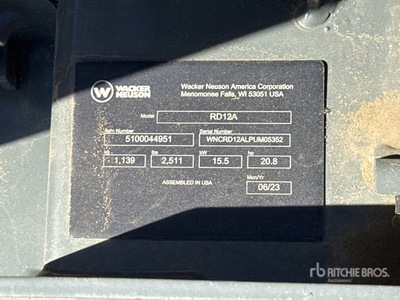 WACKER NEUSON
Wacker Neuson America Corporation
Menomonee Falls, WI 53051 USA
Model RD12A
Item Number Serial Number
5100044951 WNCRD12ALPUM05352
kg lbs kW hp
1,139 2,511 15.5 20.8
Mon/Yr
ASSEMBLED IN USA 06/23
rb RITCHIE BROS.
Auctioneers